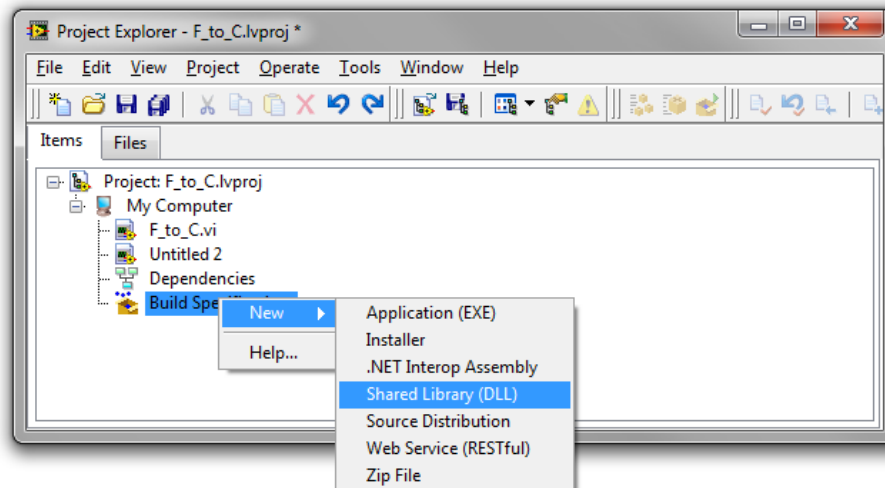 Project Explorer - F_to_C.lvproj *
File Edit View Project Operate Tools Window Help
Items Files
Project: F_to_C.lvproj
My Computer
F_to_C.vi
Untitled 2
Dependencies
Build
New
Help...
Application (EXE)
Installer
.NET Interop Assembly
Shared Library (DLL)
Source Distribution
Web Service (RESTful)
Zip File